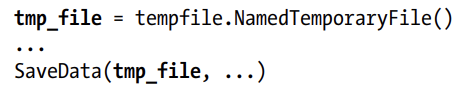 tmp_file = tempfile.NamedTemporaryFile()
...
SaveData(tmp_file, ...)